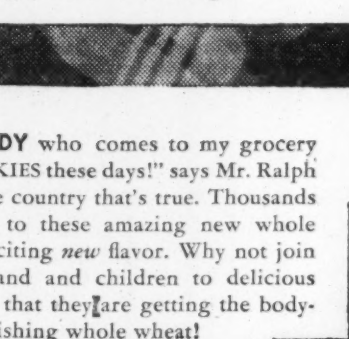 DY who comes to my grocery
KIES these days!" says Mr. Ralph
e country that's true. Thousands
to these amazing new whole
citing new flavor. Why not join
and and children to delicious
that they are getting the body-
ishing whole wheat!